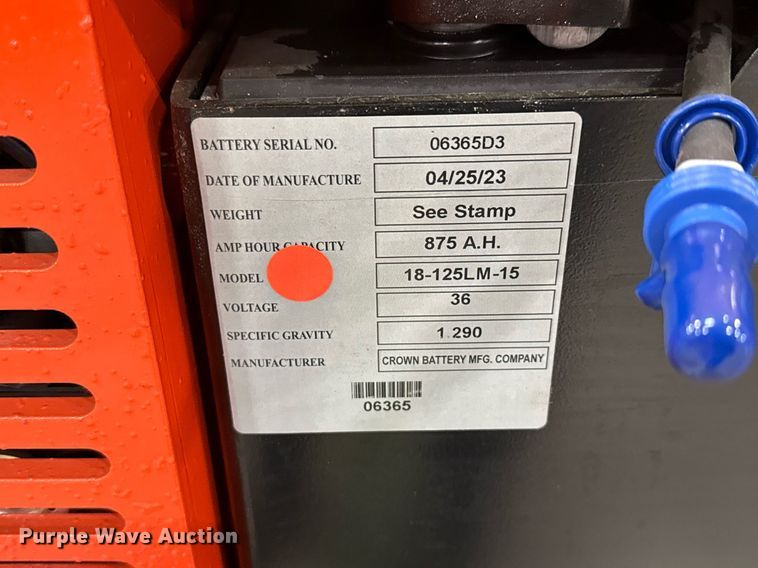 BATTERY SERIAL NO. 06365D3
DATE OF MANUFACTURE 04/25/23
WEIGHT See Stamp
AMP HOUR CAPACITY 875 A.H.
MODEL 18-125LM-15
VOLTAGE 36
SPECIFIC GRAVITY 1.290
MANUFACTURER CROWN BATTERY MFG. COMPANY
06365
Purple Wave Auction